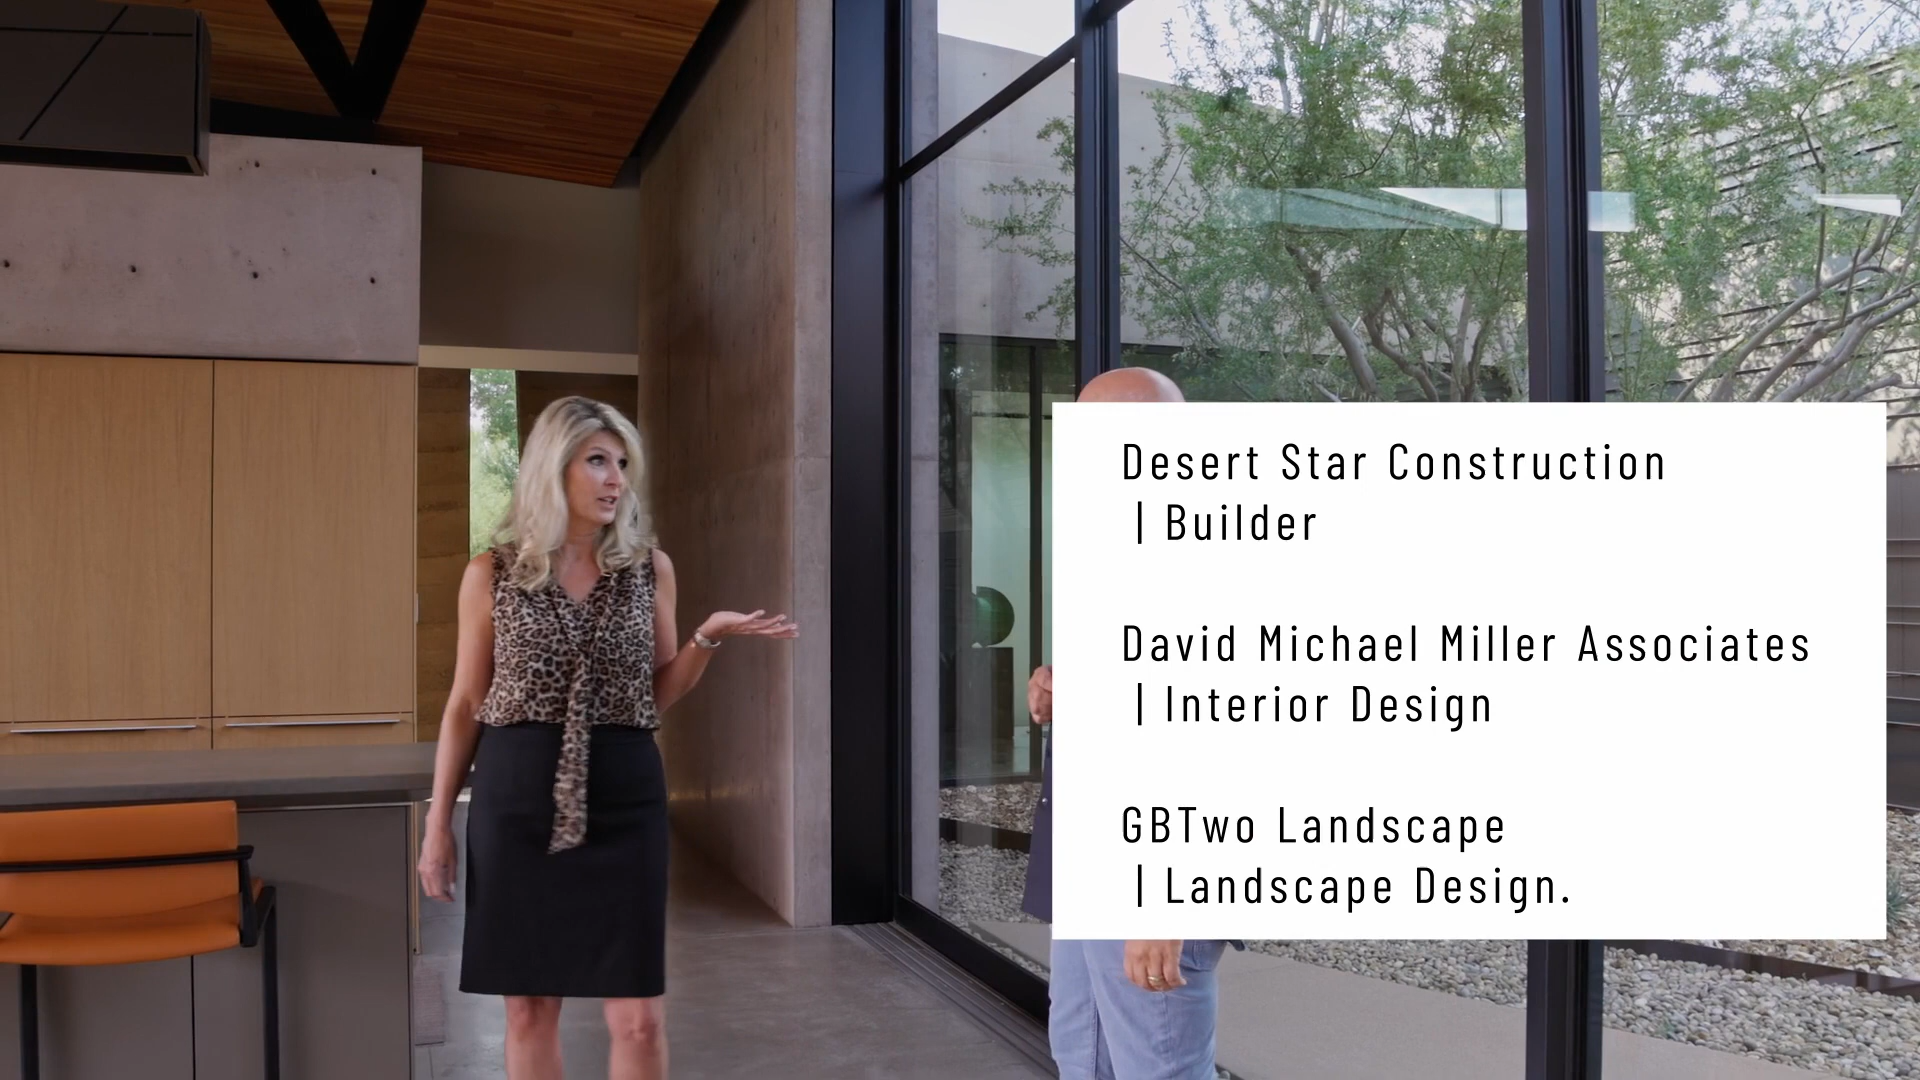 Desert Star Construction
| Builder
David Michael Miller Associates
| Interior Design
GBTwo Landscape
| Landscape Design.